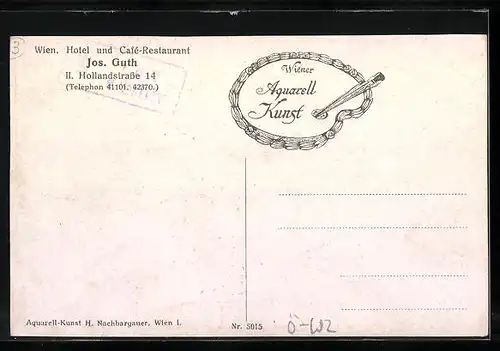 Wien, Hotel und Café-Restaurant
Jos. Guth
II. Hollandstraße 14
(Telephon 41101, 42370.)
Wiener
Aquarell
Kunst
Aquarell-Kunst H. Nachbargauer, Wien I.
Nr. 5015
Ö-W2